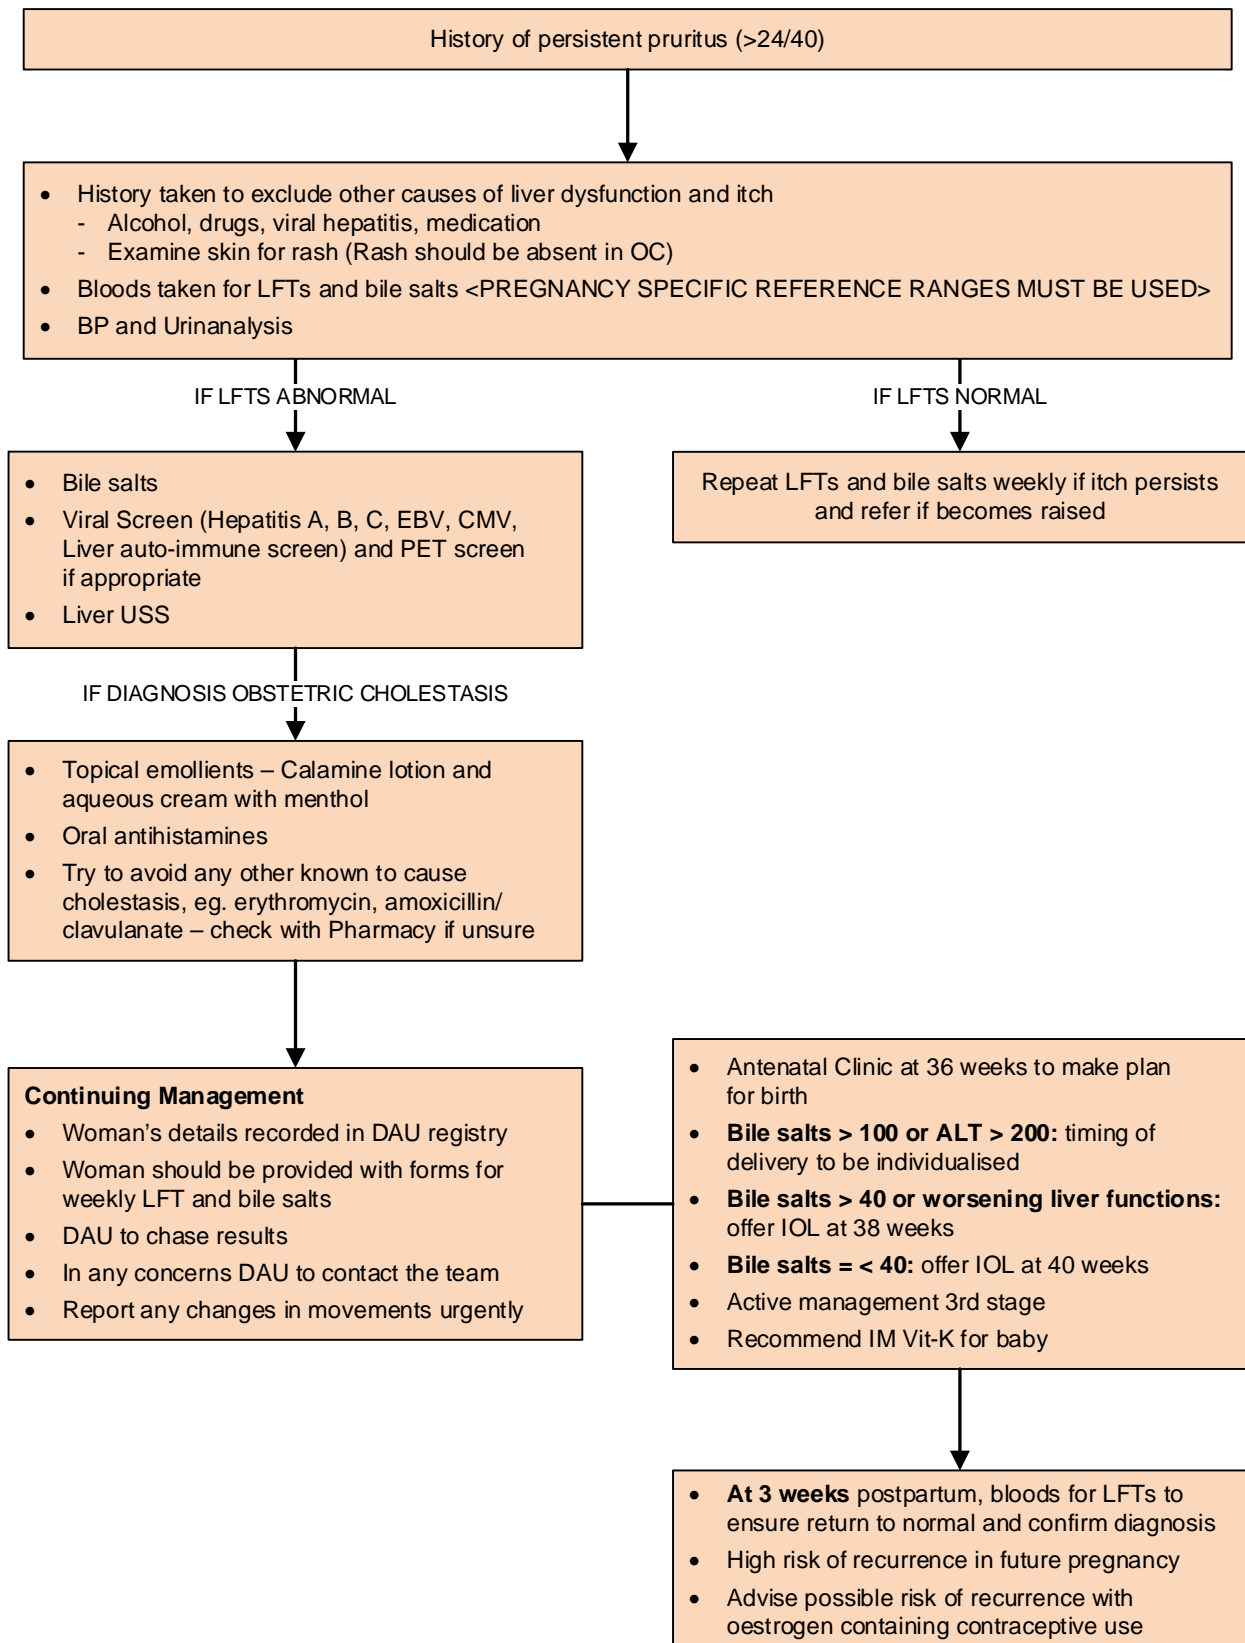 History of persistent pruritus (>24/40)
• History taken to exclude other causes of liver dysfunction and itch
- Alcohol, drugs, viral hepatitis, medication
- Examine skin for rash (Rash should be absent in OC)
• Bloods taken for LFTs and bile salts <PREGNANCY SPECIFIC REFERENCE RANGES MUST BE USED>
• BP and Urinanalysis
IF LFTS ABNORMAL
IF LFTS NORMAL
• Bile salts
• Viral Screen (Hepatitis A, B, C, EBV, CMV,
Liver auto-immune screen) and PET screen
if appropriate
• Liver USS
Repeat LFTs and bile salts weekly if itch persists
and refer if becomes raised
IF DIAGNOSIS OBSTETRIC CHOLESTASIS
• Topical emollients – Calamine lotion and
aqueous cream with menthol
• Oral antihistamines
• Try to avoid any other known to cause
cholestasis, eg. erythromycin, amoxicillin/
clavulanate – check with Pharmacy if unsure
Continuing Management
• Woman's details recorded in DAU registry
• Woman should be provided with forms for
weekly LFT and bile salts
• DAU to chase results
• In any concerns DAU to contact the team
• Report any changes in movements urgently
• Antenatal Clinic at 36 weeks to make plan
for birth
• Bile salts > 100 or ALT > 200: timing of
delivery to be individualised
• Bile salts > 40 or worsening liver functions:
offer IOL at 38 weeks
• Bile salts = < 40: offer IOL at 40 weeks
• Active management 3rd stage
• Recommend IM Vit-K for baby
• At 3 weeks postpartum, bloods for LFTs to
ensure return to normal and confirm diagnosis
• High risk of recurrence in future pregnancy
• Advise possible risk of recurrence with
oestrogen containing contraceptive use